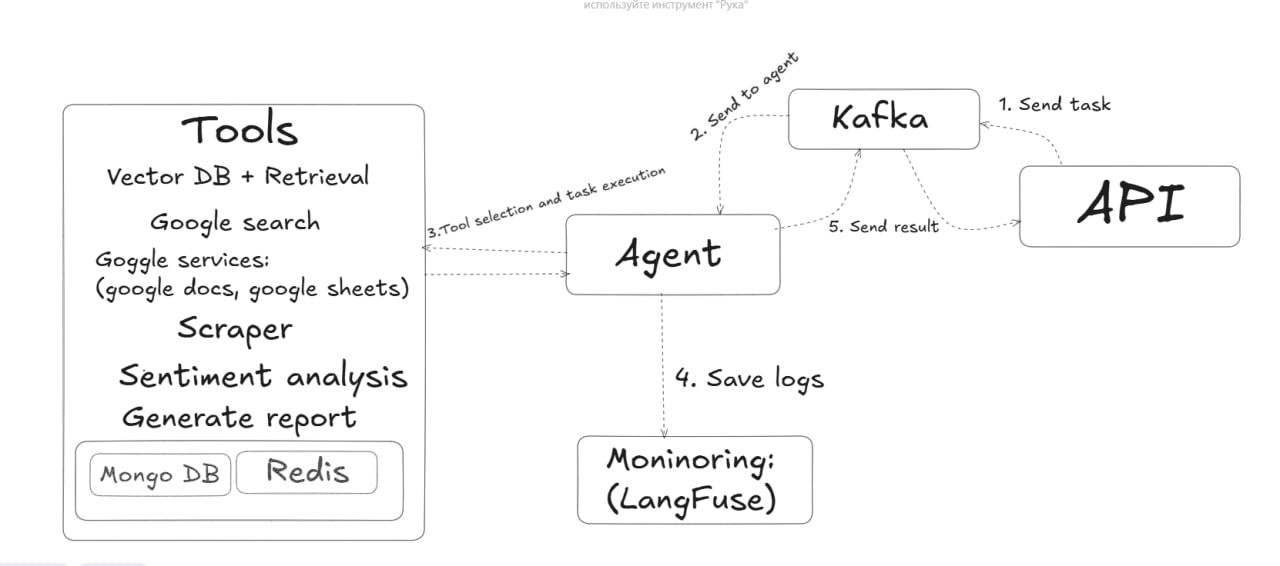 используйте инструмент "Рука"
Tools
Vector DB + Retrieval
Google search
Goggle services:
(google docs, google sheets)
Scraper
Sentiment analysis
Generate report
Mongo DB
Redis
3.Tool selection and task execution
2. Send to agent
Kafka
1. Send task
API
Agent
5. Send result
4. Save logs
Moninoring:
(LangFuse)